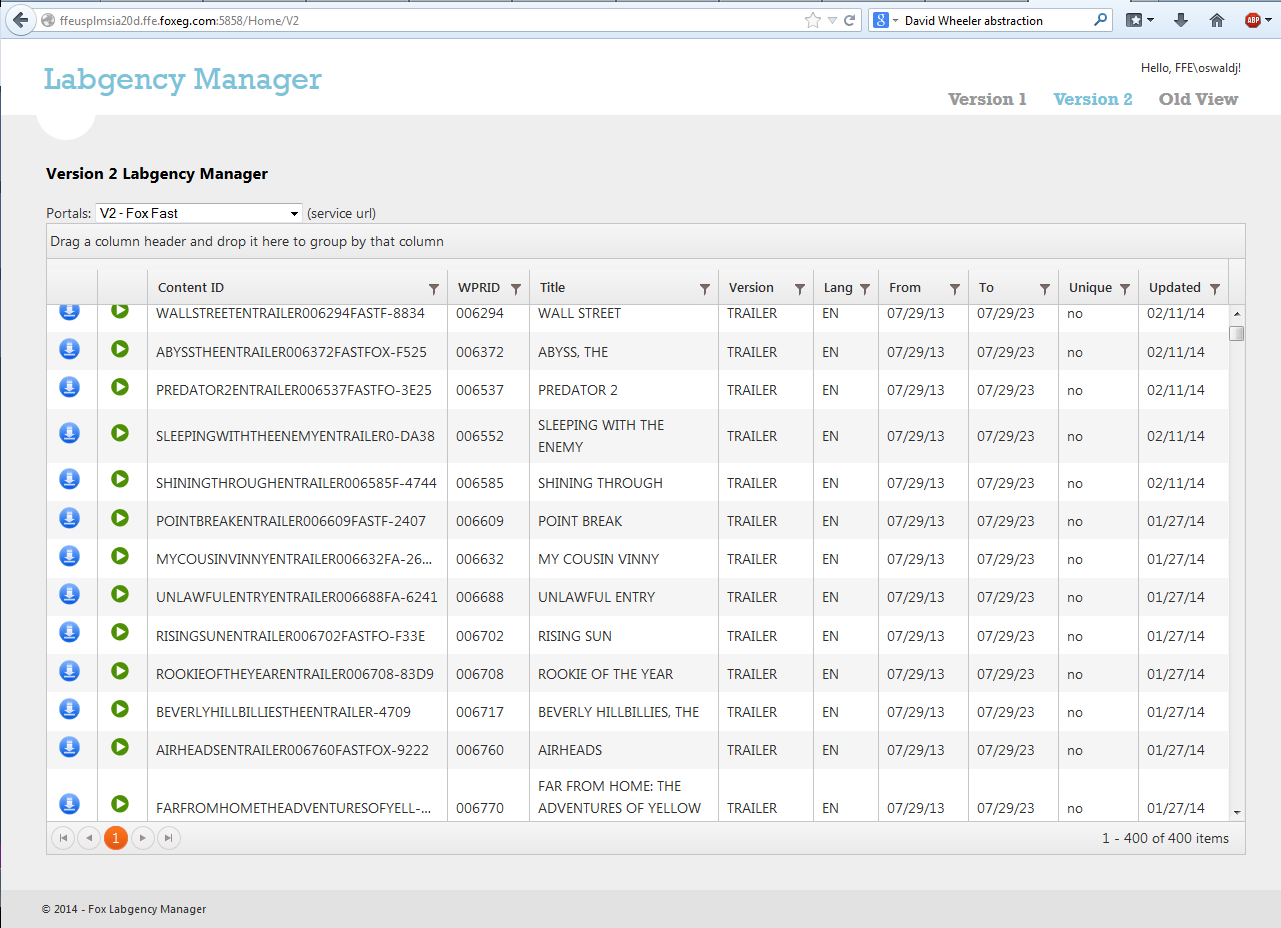 ffeusplmsia20d.ffe.foxeg.com:5858/Home/V2 8 David Wheeler abstraction ABP
Labgency Manager
Hello, FFE\oswaldj!
Version 1 Version 2 Old View
Version 2 Labgency Manager
Portals: V2 - Fox Fast (service url)
Drag a column header and drop it here to group by that column
Content ID WPRID Title Version Lang From To Unique Updated
WALLSTREETENTRAILER006294FASTF-8834 006294 WALL STREET TRAILER EN 07/29/13 07/29/23 no 02/11/14
ABYSSTHEENTRAILER006372FASTFOX-F525 006372 ABYSS, THE TRAILER EN 07/29/13 07/29/23 no 02/11/14
PREDATOR2ENTRAILER006537FASTFO-3E25 006537 PREDATOR 2 TRAILER EN 07/29/13 07/29/23 no 02/11/14
SLEEPINGWITHTHEENEMYENTRAILER0-DA38 006552 SLEEPING WITH THE TRAILER EN 07/29/13 07/29/23 no 02/11/14
ENEMY
SHININGTHROUGHENTRAILER006585F-4744 006585 SHINING THROUGH TRAILER EN 07/29/13 07/29/23 no 02/11/14
POINTBREAKENTRAILER006609FASTF-2407 006609 POINT BREAK TRAILER EN 07/29/13 07/29/23 no 01/27/14
MYCOUSINVINNYENTRAILER006632FA-26... 006632 MY COUSIN VINNY TRAILER EN 07/29/13 07/29/23 no 01/27/14
UNLAWFULENTRYENTRAILER006688FA-6241 006688 UNLAWFUL ENTRY TRAILER EN 07/29/13 07/29/23 no 01/27/14
RISINGSUNENTRAILER006702FASTFO-F33E 006702 RISING SUN TRAILER EN 07/29/13 07/29/23 no 01/27/14
ROOKIEOFTHEYEARENTRAILER006708-83D9 006708 ROOKIE OF THE YEAR TRAILER EN 07/29/13 07/29/23 no 01/27/14
BEVERLYHILLBILLIESTHEENTRAILER-4709 006717 BEVERLY HILLBILLIES, THE TRAILER EN 07/29/13 07/29/23 no 01/27/14
AIRHEADSENTRAILER006760FASTFOX-9222 006760 AIRHEADS TRAILER EN 07/29/13 07/29/23 no 01/27/14
FAR FROM HOME: THE
FARFROMHOMETHEADVENTURESOFYELL-... 006770 ADVENTURES OF YELLOW TRAILER EN 07/29/13 07/29/23 no 01/27/14
1 1 - 400 of 400 items
© 2014 - Fox Labgency Manager